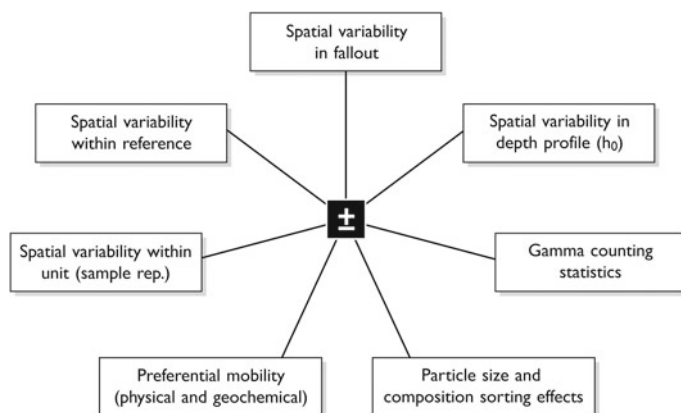 Spatial variability
in fallout
Spatial variability
within reference
Spatial variability in
depth profile (h₀)
±
Spatial variability within
unit (sample rep.)
Gamma counting
statistics
Preferential mobility
(physical and geochemical)
Particle size and
composition sorting effects